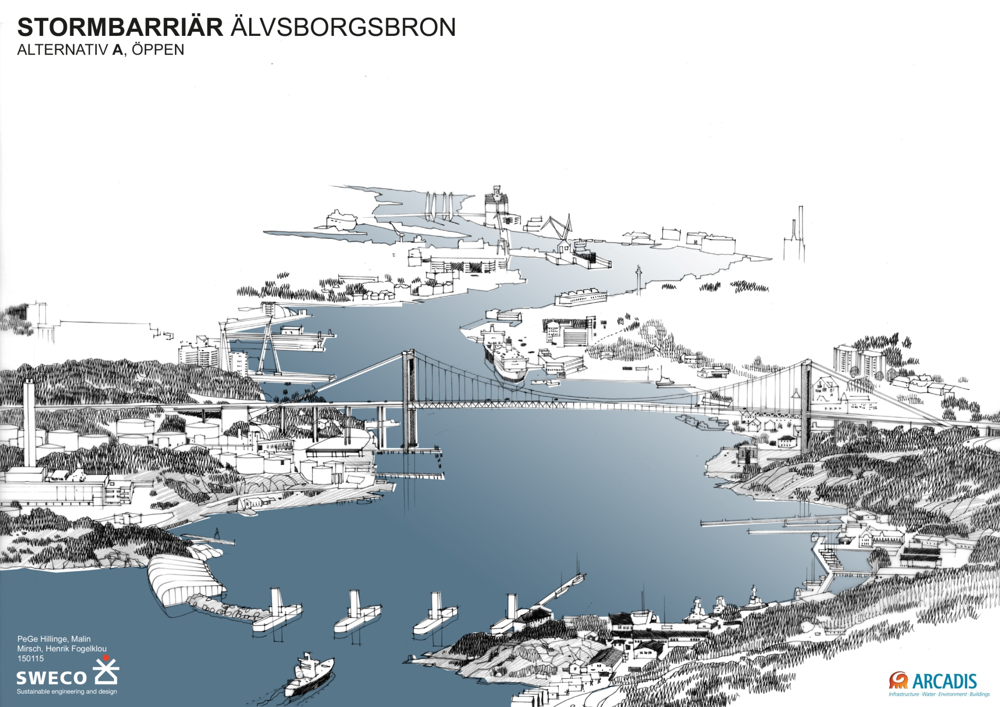 STORMBARRIÄR ÄLVSBORGSBRON
ALTERNATIV A, ÖPPEN
PeGe Hillinge, Malin
Mirsch, Henrik Fogelklou
150115
SWECO
Sustainable engineering and design
ARCADIS
Infrastructure · Water · Environment · Buildings